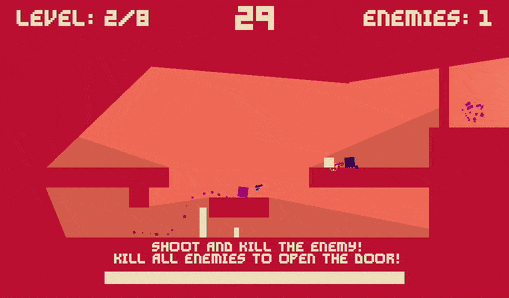 LEVEL: 2/8
29
ENEMIES: 1
SHOOT AND KILL THE ENEMY!
KILL ALL ENEMIES TO OPEN THE DOOR!